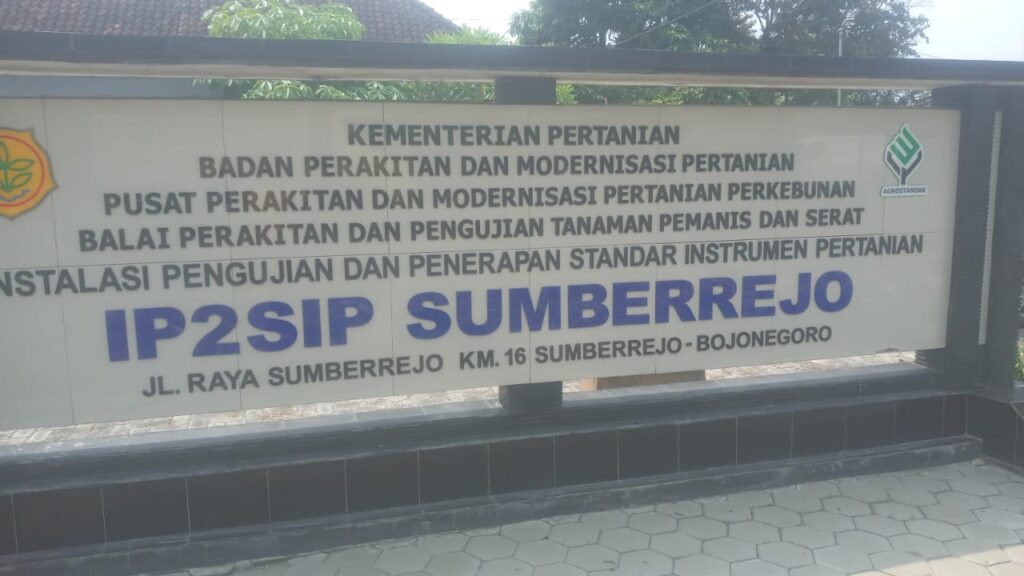 KEMENTERIAN PERTANIAN
BADAN PERAKITAN DAN MODERNISASI PERTANIAN
PUSAT PERAKITAN DAN MODERNISASI PERTANIAN PERKEBUNAN
BALAI PERAKITAN DAN PENGUJIAN TANAMAN PEMANIS DAN SERAT
NSTALASI PENGUJIAN DAN PENERAPAN STANDAR INSTRUMEN PERTANIAN
IP2SIP SUMBERREJO
JL. RAYA SUMBERREJO KM. 16 SUMBERREJO - BOJONEGORO
AGROSTANDAR